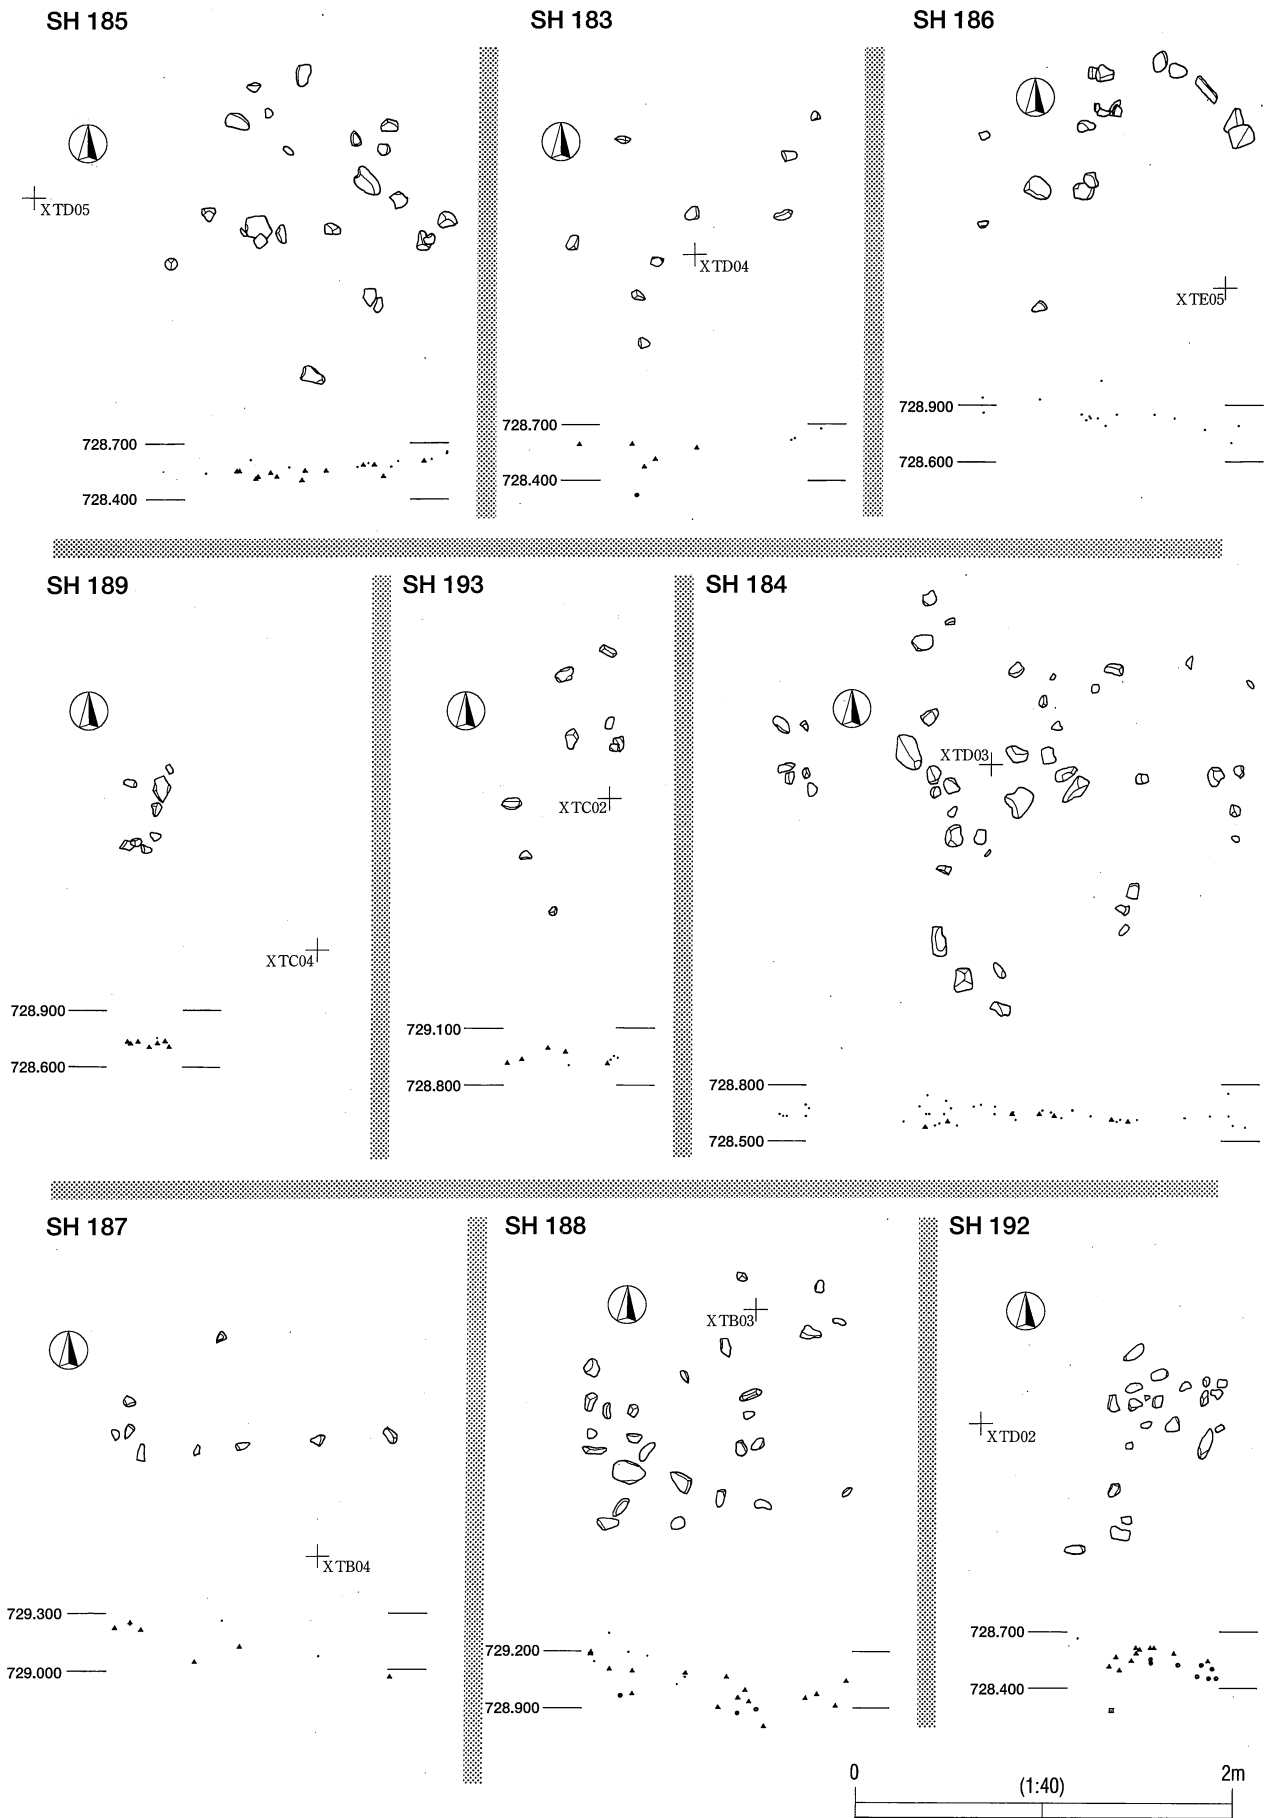 SH 185
XTD05
728.700
728.400
SH 183
XTD04
728.700
728.400
SH 186
XTE05
728.900
728.600
SH 189
XTC04
728.900
728.600
SH 193
XTC02
729.100
728.800
SH 184
XTD03
728.800
728.500
SH 187
XTB04
729.300
729.000
SH 188
XTB03
729.200
728.900
SH 192
XTD02
728.700
728.400
0 (1:40) 2m